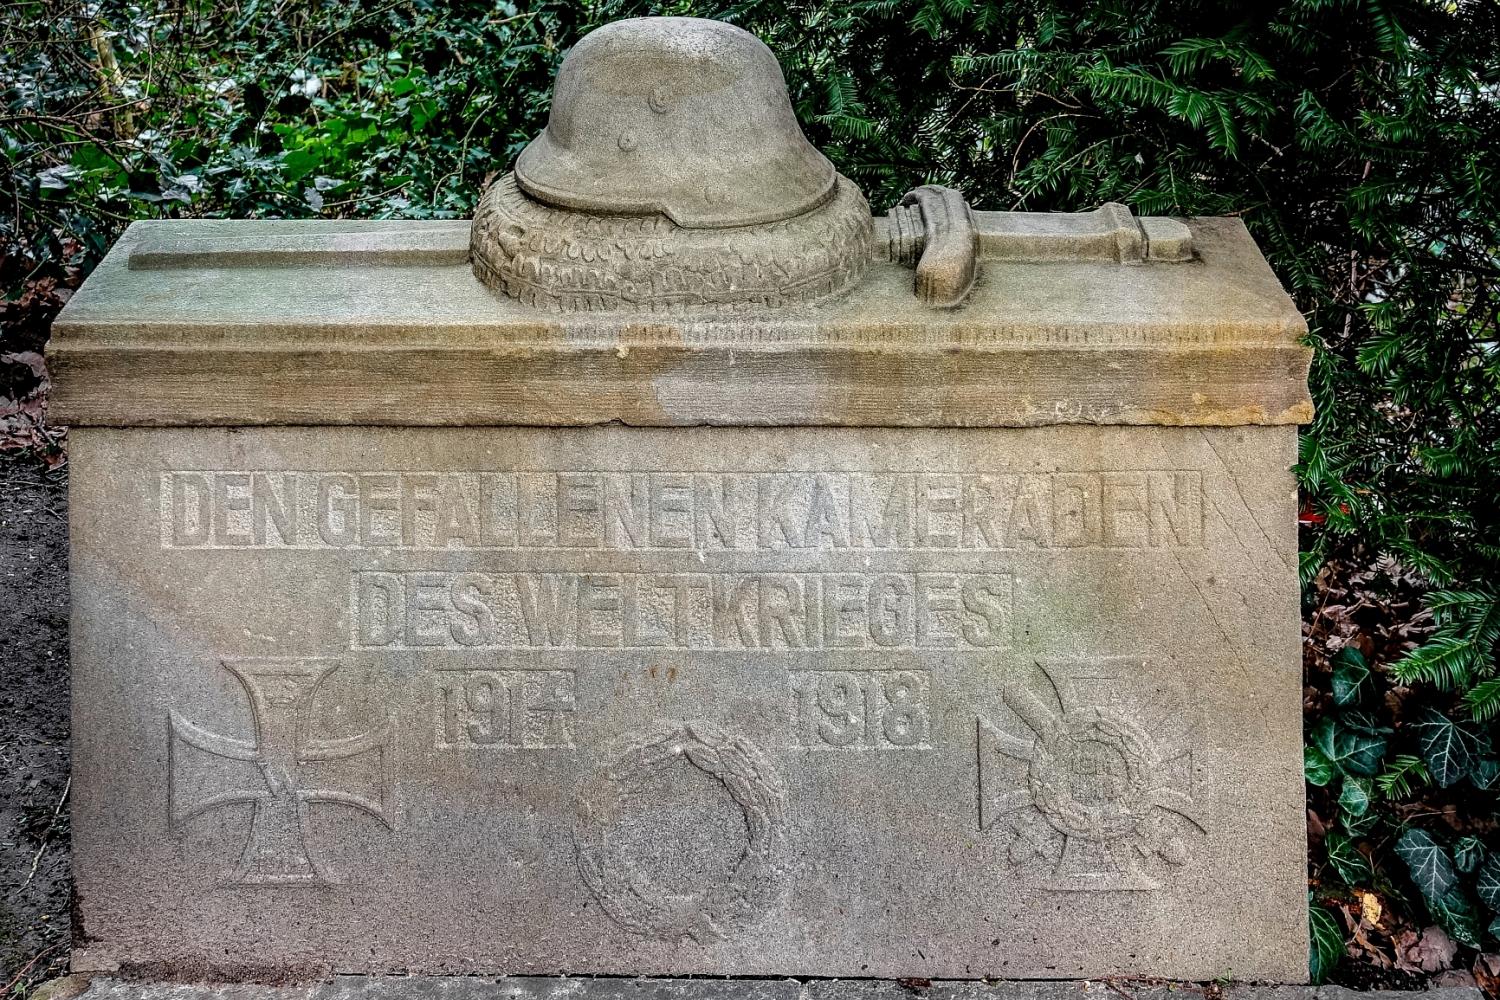 DEN GEFALLENEN KAMERADEN
DES WELTKRIEGES
1914 1918